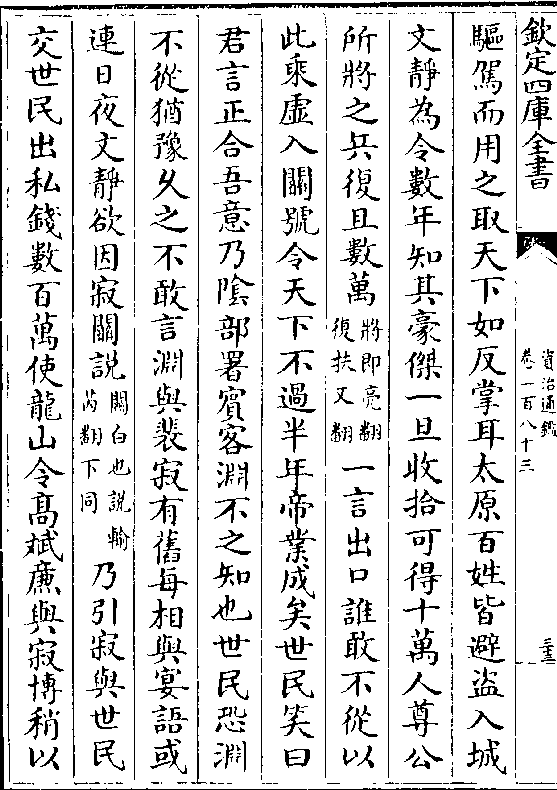 欽定四庫全書
資治通鑑
卷一百八十三
三三
驅駕而用之取天下如反掌耳太原百姓皆避盜入城
文靜為令數年知其豪傑一旦收拾可得十萬人尊公
所將之兵復且數萬將即亮翻復扶又翻一言出口誰敢不從以
此乘虛入關號令天下不過半年帝業成矣世民笑曰
君言正合吾意乃陰部署賓客淵不之知也世民恐淵
不從猶豫久之不敢言淵與裴寂有舊每相與宴語或
連日夜文靜欲因寂關說關白也說輸芮翻下同乃引寂與世民
交世民出私錢數百萬使龍山令高斌廉與寂博稍以